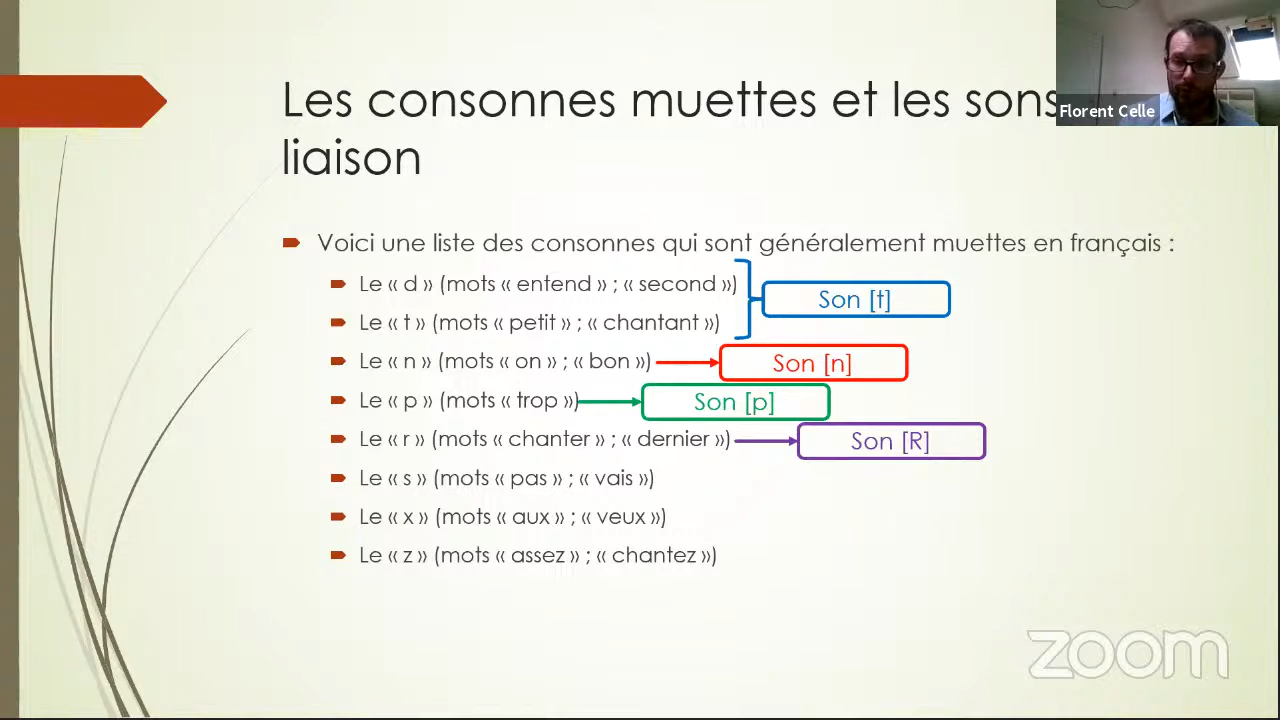 Les consonnes muettes et les sons
liaison
Florent Celle
Voici une liste des consonnes qui sont généralement muettes en français :
Le « d » (mots « entend » ; « second »)
Son [t]
Le « t » (mots « petit » ; « chantant »)
Le « n » (mots « on » ; « bon »)
Son [n]
Le « p » (mots « trop »)
Son [p]
Le « r » (mots « chanter » ; « dernier »)
Son [R]
Le « s » (mots « pas » ; « vais »)
Le « x » (mots « aux » ; « veux »)
Le « z » (mots « assez » ; « chantez »)
zoom